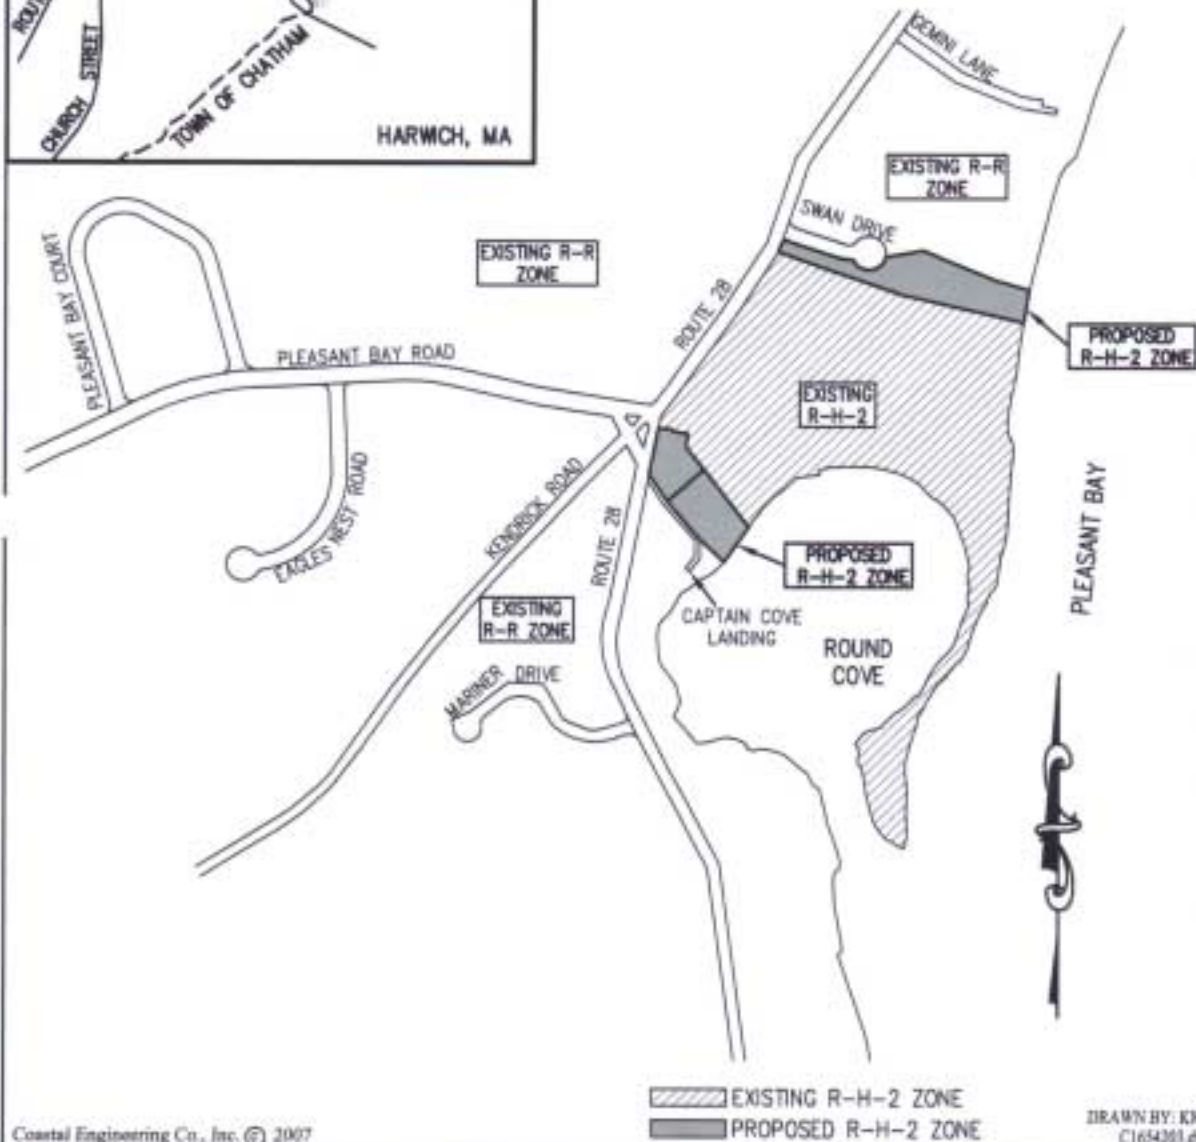 CHURCH STREET
TOWN OF CHATHAM
HARWICH, MA
GEMINI LANE
EXISTING R-R
ZONE
SWAN DRIVE
PLEASANT BAY COURT
EXISTING R-R
ZONE
ROUTE 28
PROPOSED
R-H-2 ZONE
PLEASANT BAY ROAD
EXISTING
R-H-2
EAGLES NEST ROAD
KENDRICK ROAD
ROUTE 28
PLEASANT BAY
PROPOSED
R-H-2 ZONE
EXISTING
R-R ZONE
CAPTAIN COVE
LANDING
ROUND
COVE
MARINER DRIVE
EXISTING R-H-2 ZONE
PROPOSED R-H-2 ZONE
Coastal Engineering Co., Inc. © 2007
DRAWN BY: